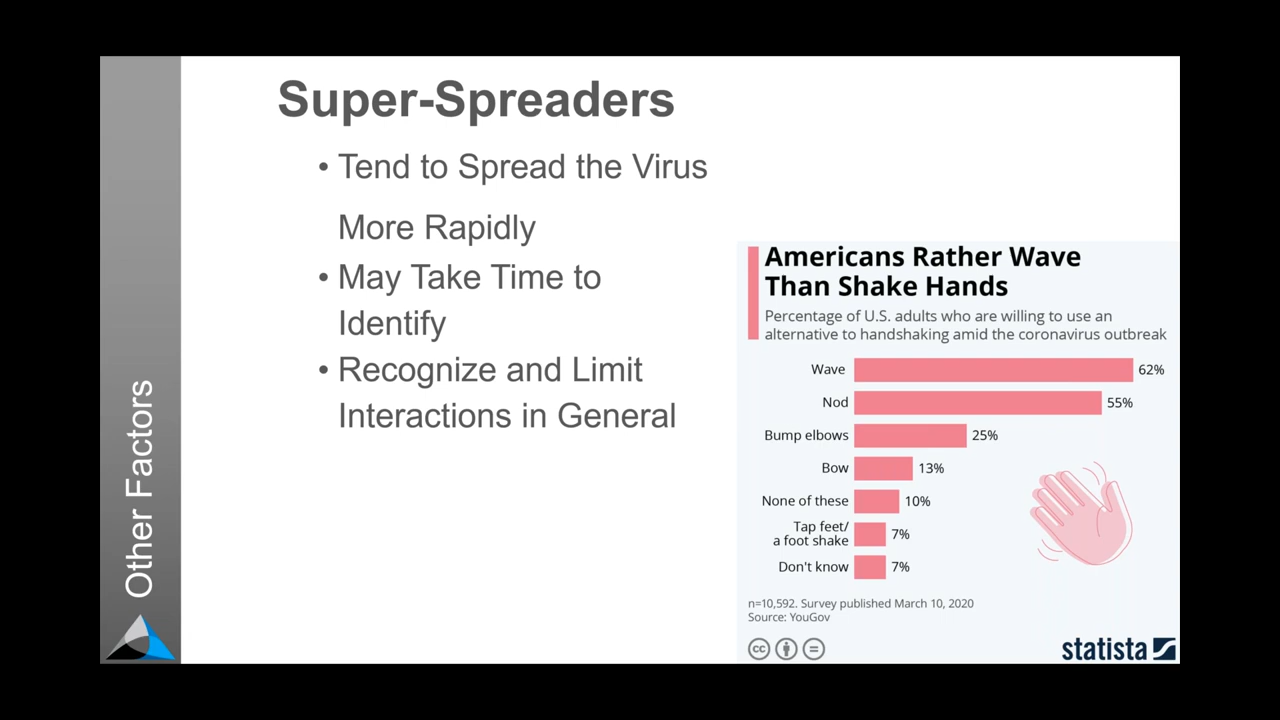 Super-Spreaders
• Tend to Spread the Virus
More Rapidly
• May Take Time to
Identify
• Recognize and Limit
Interactions in General
Other Factors
Americans Rather Wave
Than Shake Hands
Percentage of U.S. adults who are willing to use an
alternative to handshaking amid the coronavirus outbreak
Wave 62%
Nod 55%
Bump elbows 25%
Bow 13%
None of these 10%
Tap feet/
a foot shake 7%
Don't know 7%
n=10,592. Survey published March 10, 2020
Source: YouGov
cc
statista